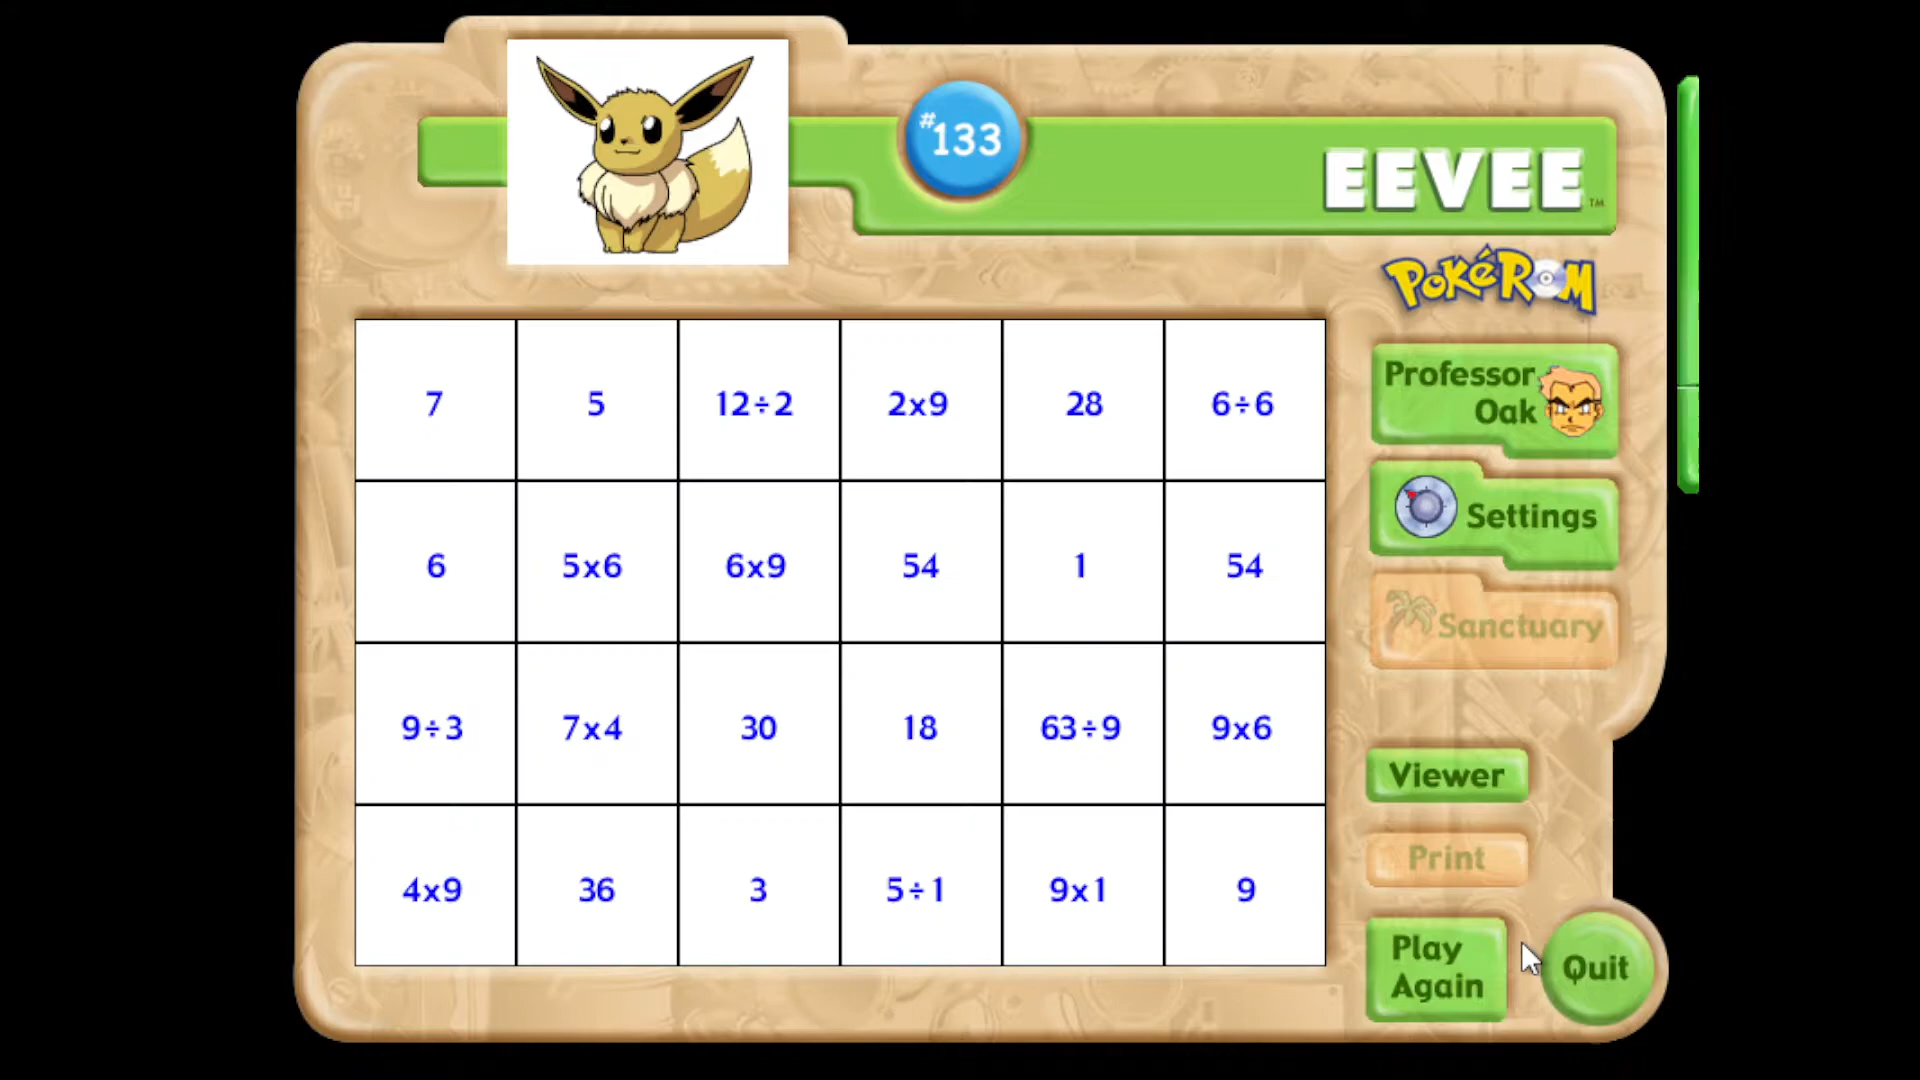 #133
EEVEE™
PokéROM
7 5 12÷2 2x9 28 6÷6
6 5x6 6x9 54 1 54
9÷3 7x4 30 18 63÷9 9x6
4x9 36 3 5÷1 9x1 9
Professor
Oak
Settings
Sanctuary
Viewer
Print
Play
Again
Quit